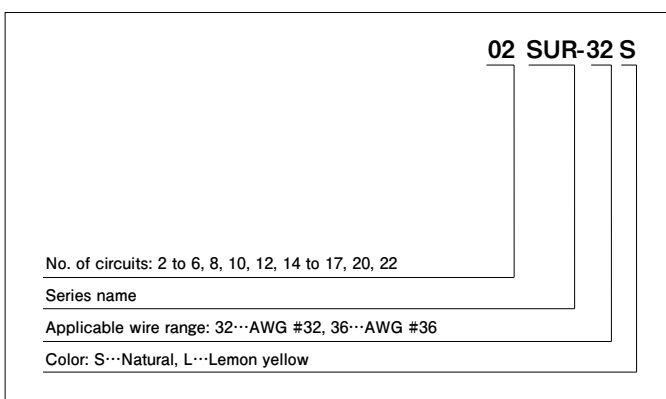 02 SUR-32 S
No. of circuits: 2 to 6, 8, 10, 12, 14 to 17, 20, 22
Series name
Applicable wire range: 32···AWG #32, 36···AWG #36
Color: S···Natural, L···Lemon yellow